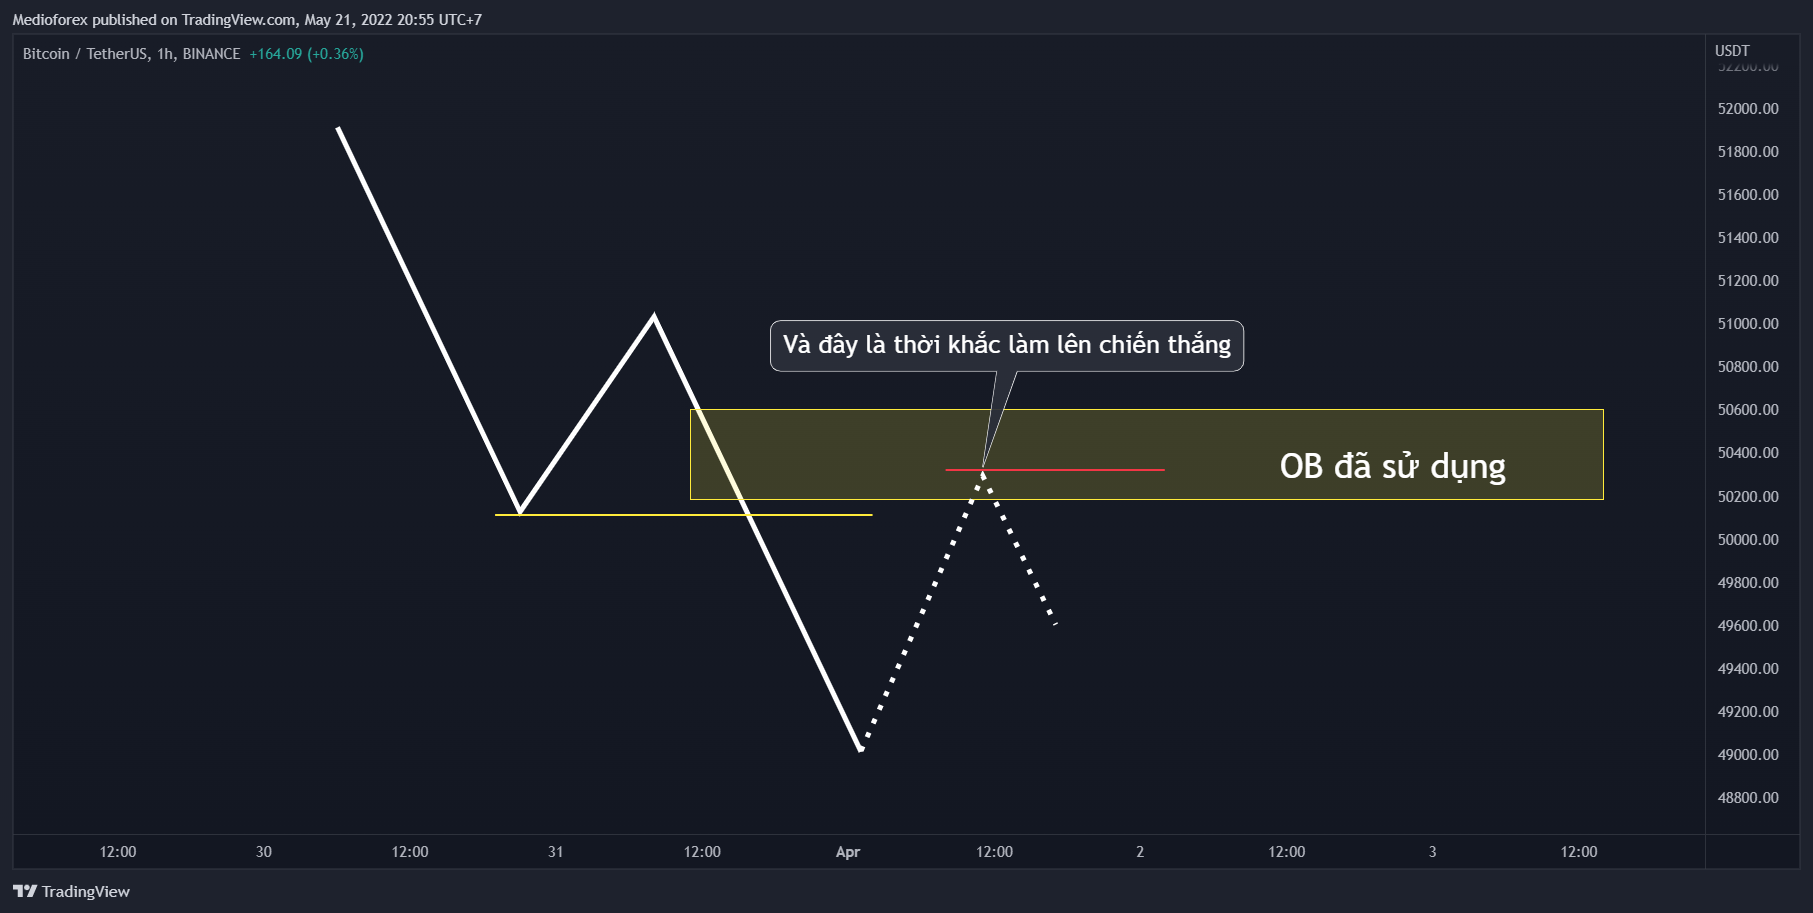 Medioforex published on TradingView.com, May 21, 2022 20:55 UTC+7
Bitcoin / TetherUS, 1h, BINANCE +164.09 (+0.36%)
USDT
52200.00
52000.00
51800.00
51600.00
51400.00
51200.00
51000.00
Và đây là thời khắc làm lên chiến thắng
50800.00
50600.00
50400.00
OB đã sử dụng
50200.00
50000.00
49800.00
49600.00
49400.00
49200.00
49000.00
48800.00
12:00 30 12:00 31 12:00 Apr 12:00 2 12:00 3 12:00
TradingView